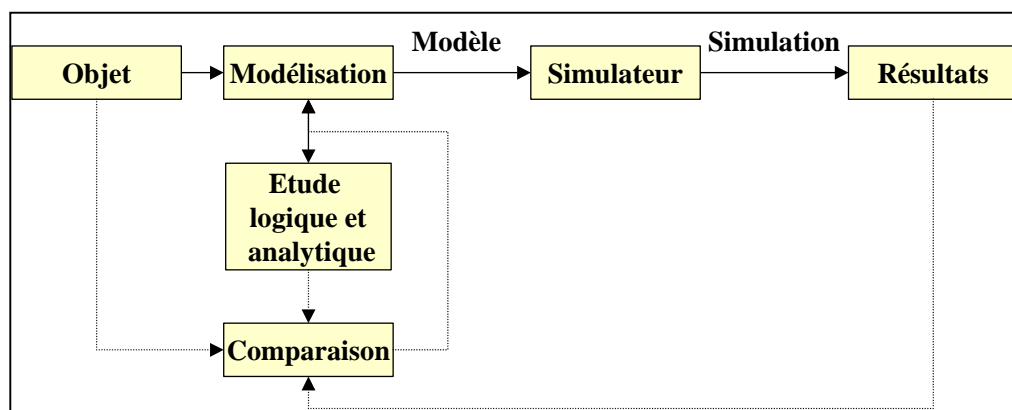 Modèle
Simulation
Objet
Modélisation
Simulateur
Résultats
Etude
logique et
analytique
Comparaison